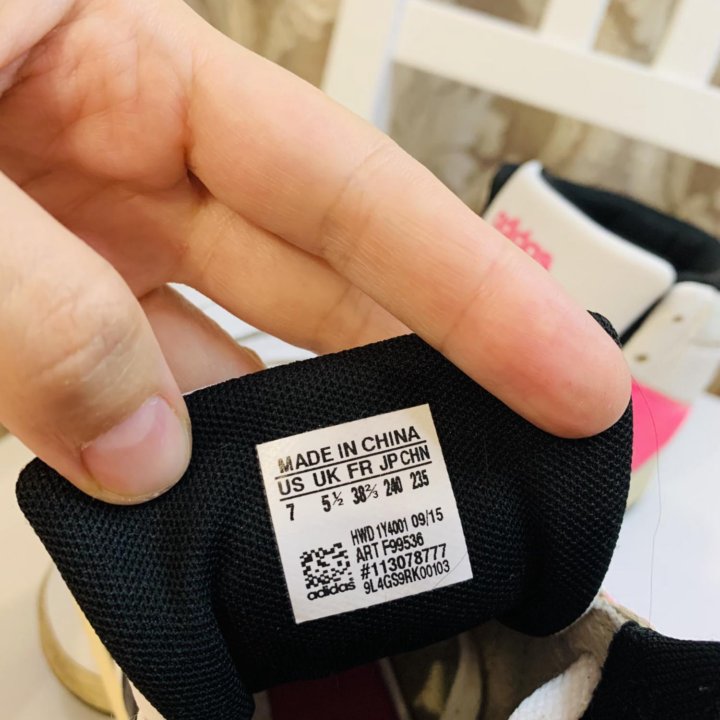 adidas
MADE IN CHINA
US UK FR JP CHN
7 5½ 38⅔ 240 235
HWD 1Y4001 09/15
ART F99536
#113078777
9L4GS9RK00103
adidas